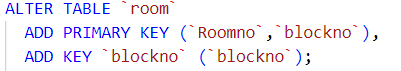 ALTER TABLE `room`
  ADD PRIMARY KEY (`Roomno`,`blockno`),
  ADD KEY `blockno` (`blockno`);